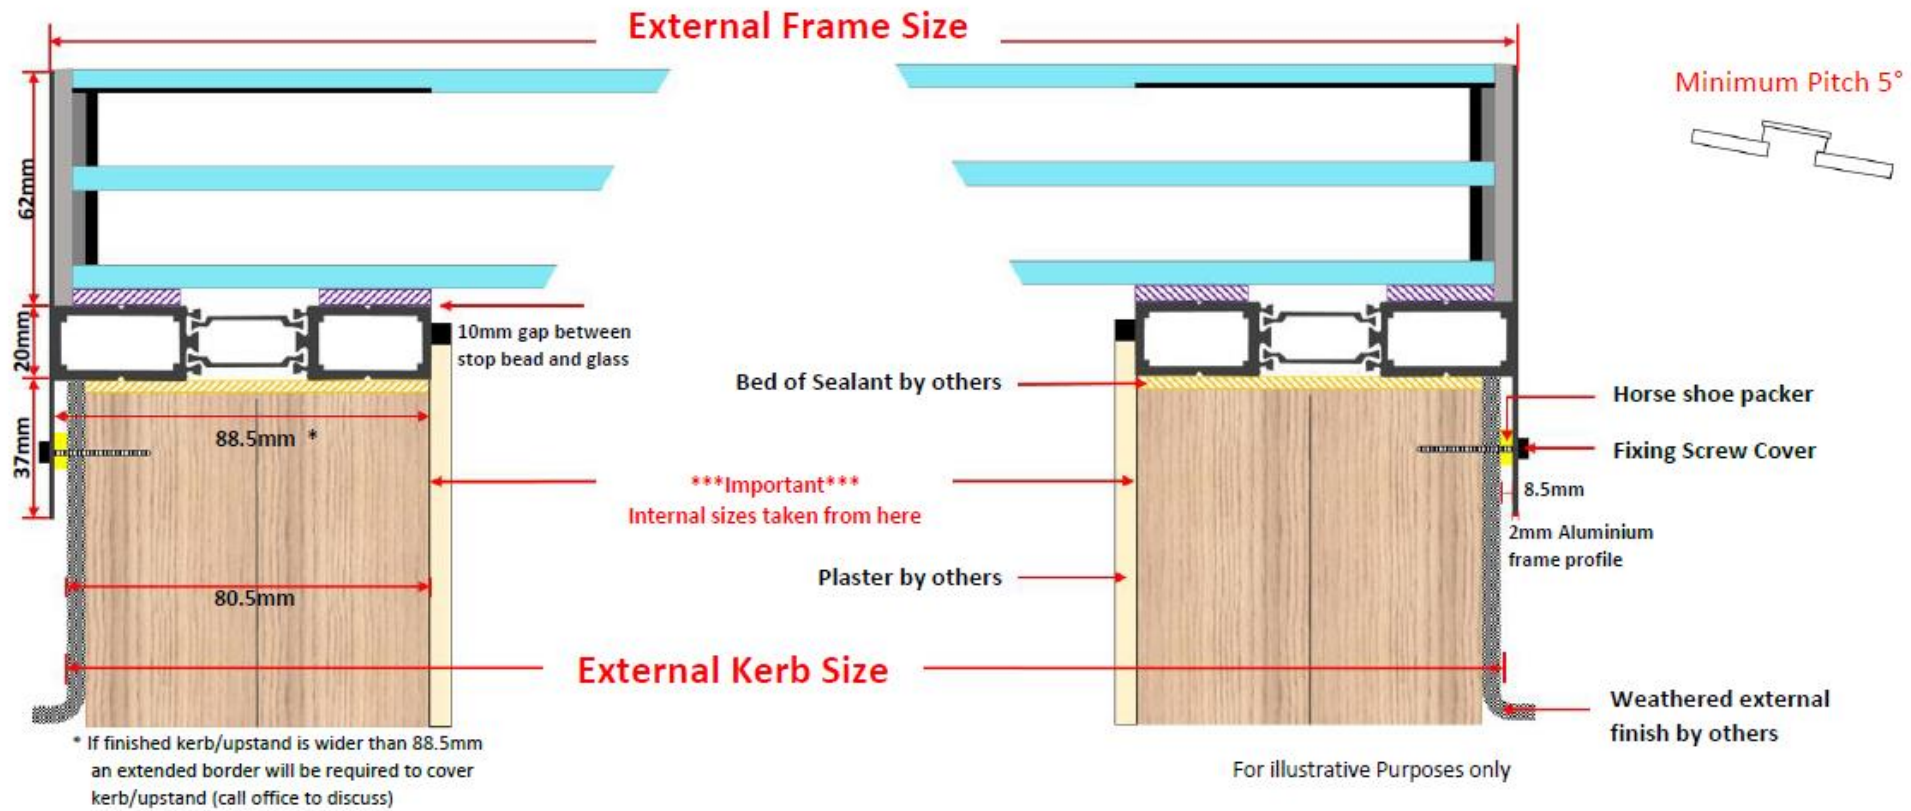 External Frame Size
Minimum Pitch 5°
62mm
20mm
10mm gap between
stop bead and glass
37mm
88.5mm *
Bed of Sealant by others
Horse shoe packer
Fixing Screw Cover
***Important***
Internal sizes taken from here
8.5mm
2mm Aluminium
frame profile
Plaster by others
80.5mm
External Kerb Size
Weathered external
finish by others
* If finished kerb/upstand is wider than 88.5mm
an extended border will be required to cover
kerb/upstand (call office to discuss)
For illustrative Purposes only